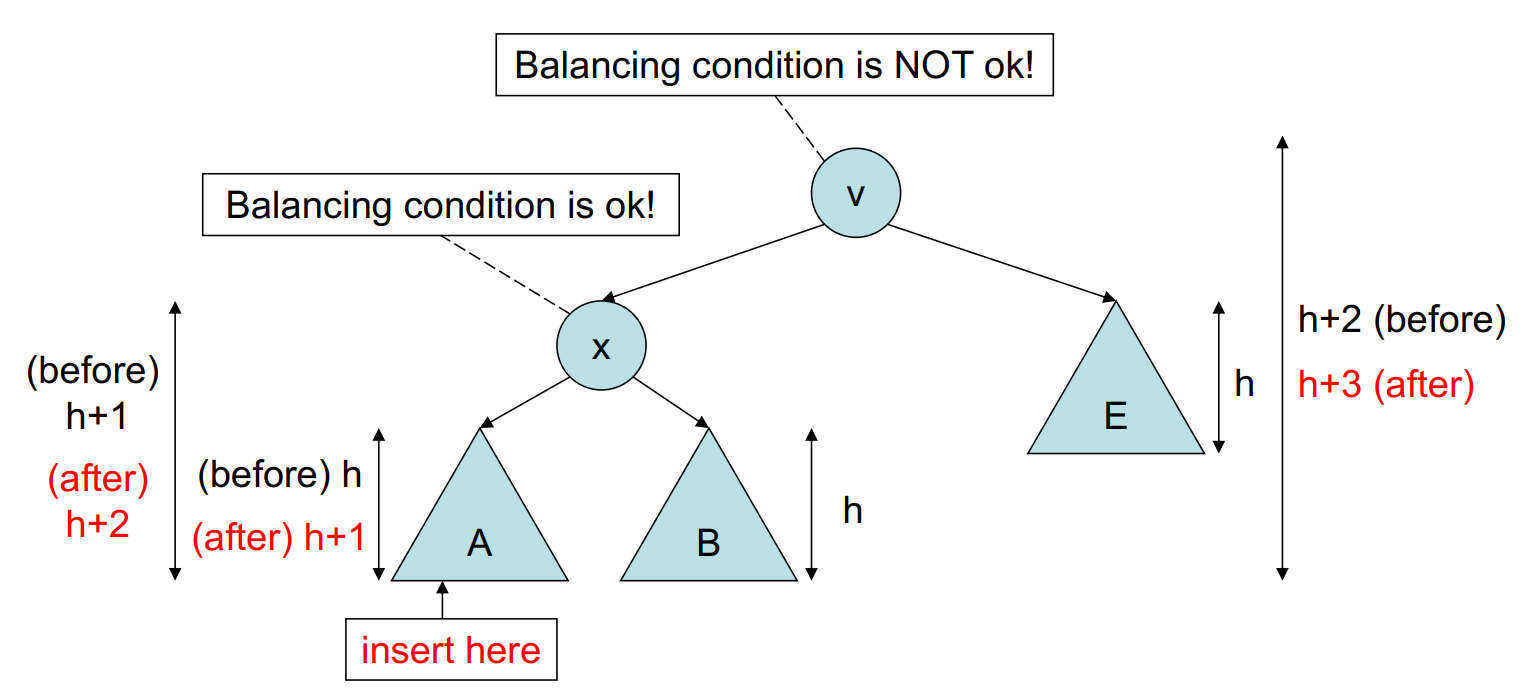 Balancing condition is NOT ok!
Balancing condition is ok!
v
x
h+2 (before)
h+3 (after)
(before)
h+1
(after)
h+2
(before) h
(after) h+1
A
B
h
E
h
insert here